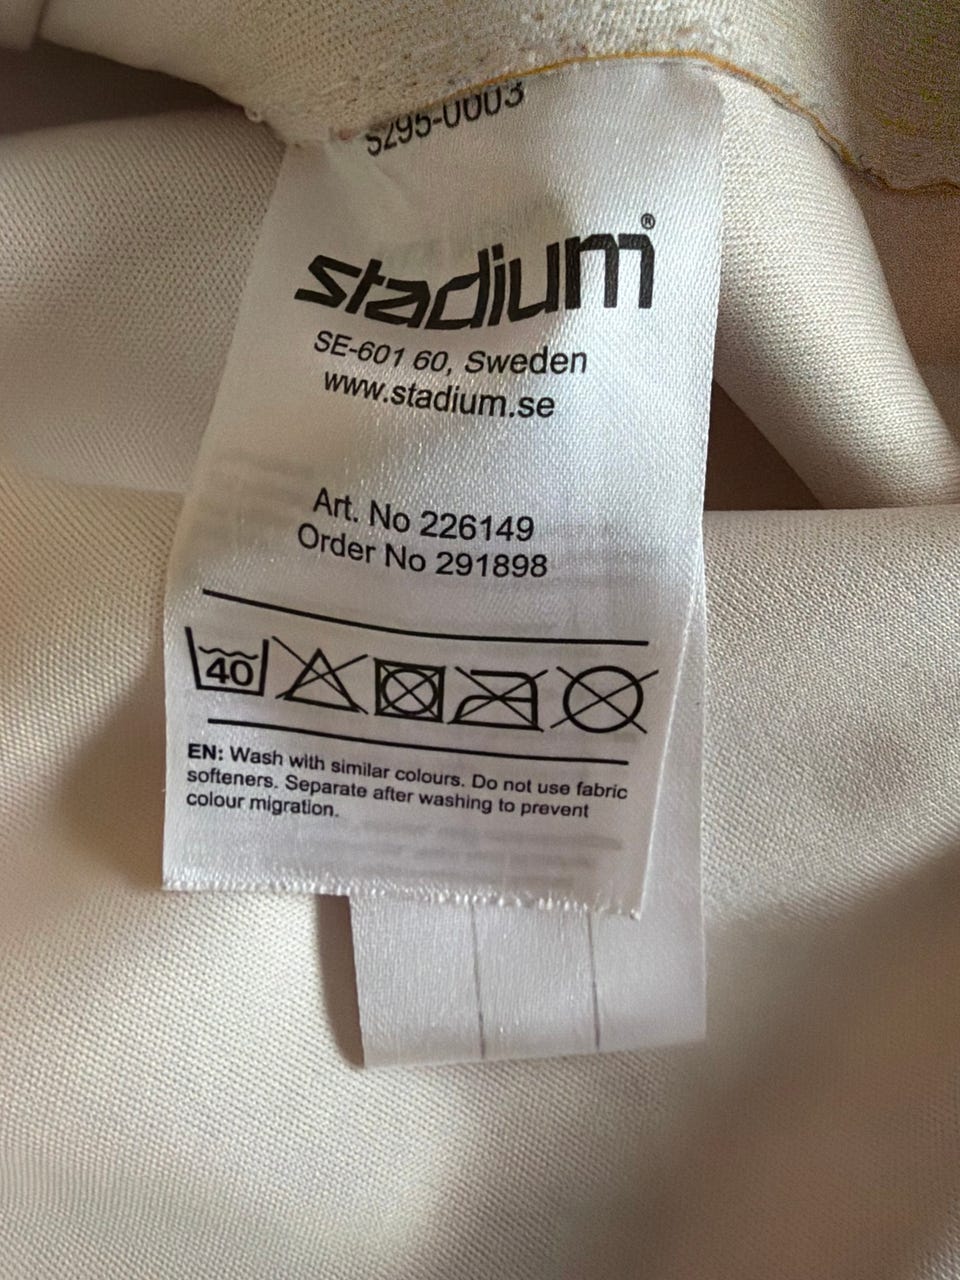 S295-0003
stadium®
SE-601 60, Sweden
www.stadium.se
Art. No 226149
Order No 291898
40
EN: Wash with similar colours. Do not use fabric
softeners. Separate after washing to prevent
colour migration.